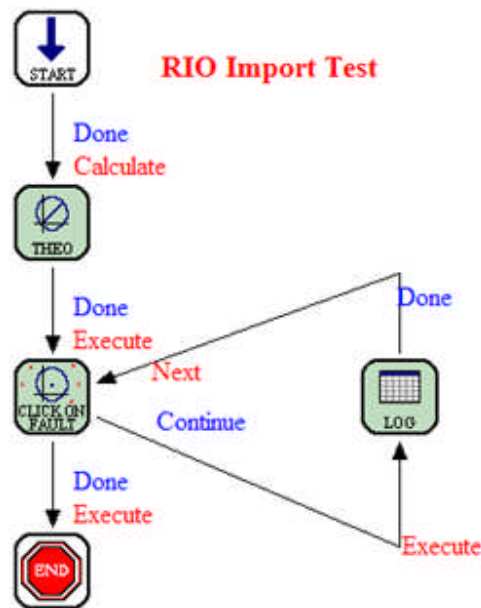 START
RIO Import Test
Done
Calculate
THEO
Done
Execute
Done
Next
CLICK ON
FAULT
Continue
LOG
Done
Execute
Execute
END